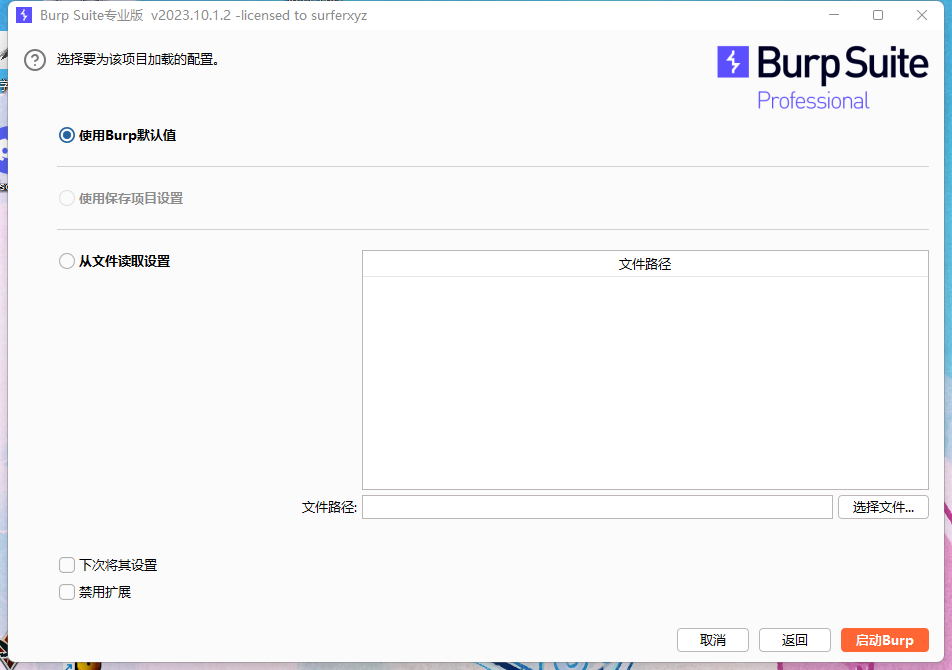 Burp Suite专业版 v2023.10.1.2 -licensed to surferxyz
选择要为该项目加载的配置。
Burp Suite
Professional
使用Burp默认值
使用保存项目设置
从文件读取设置
文件路径
文件路径:
选择文件...
下次将其设置
禁用扩展
取消
返回
启动Burp